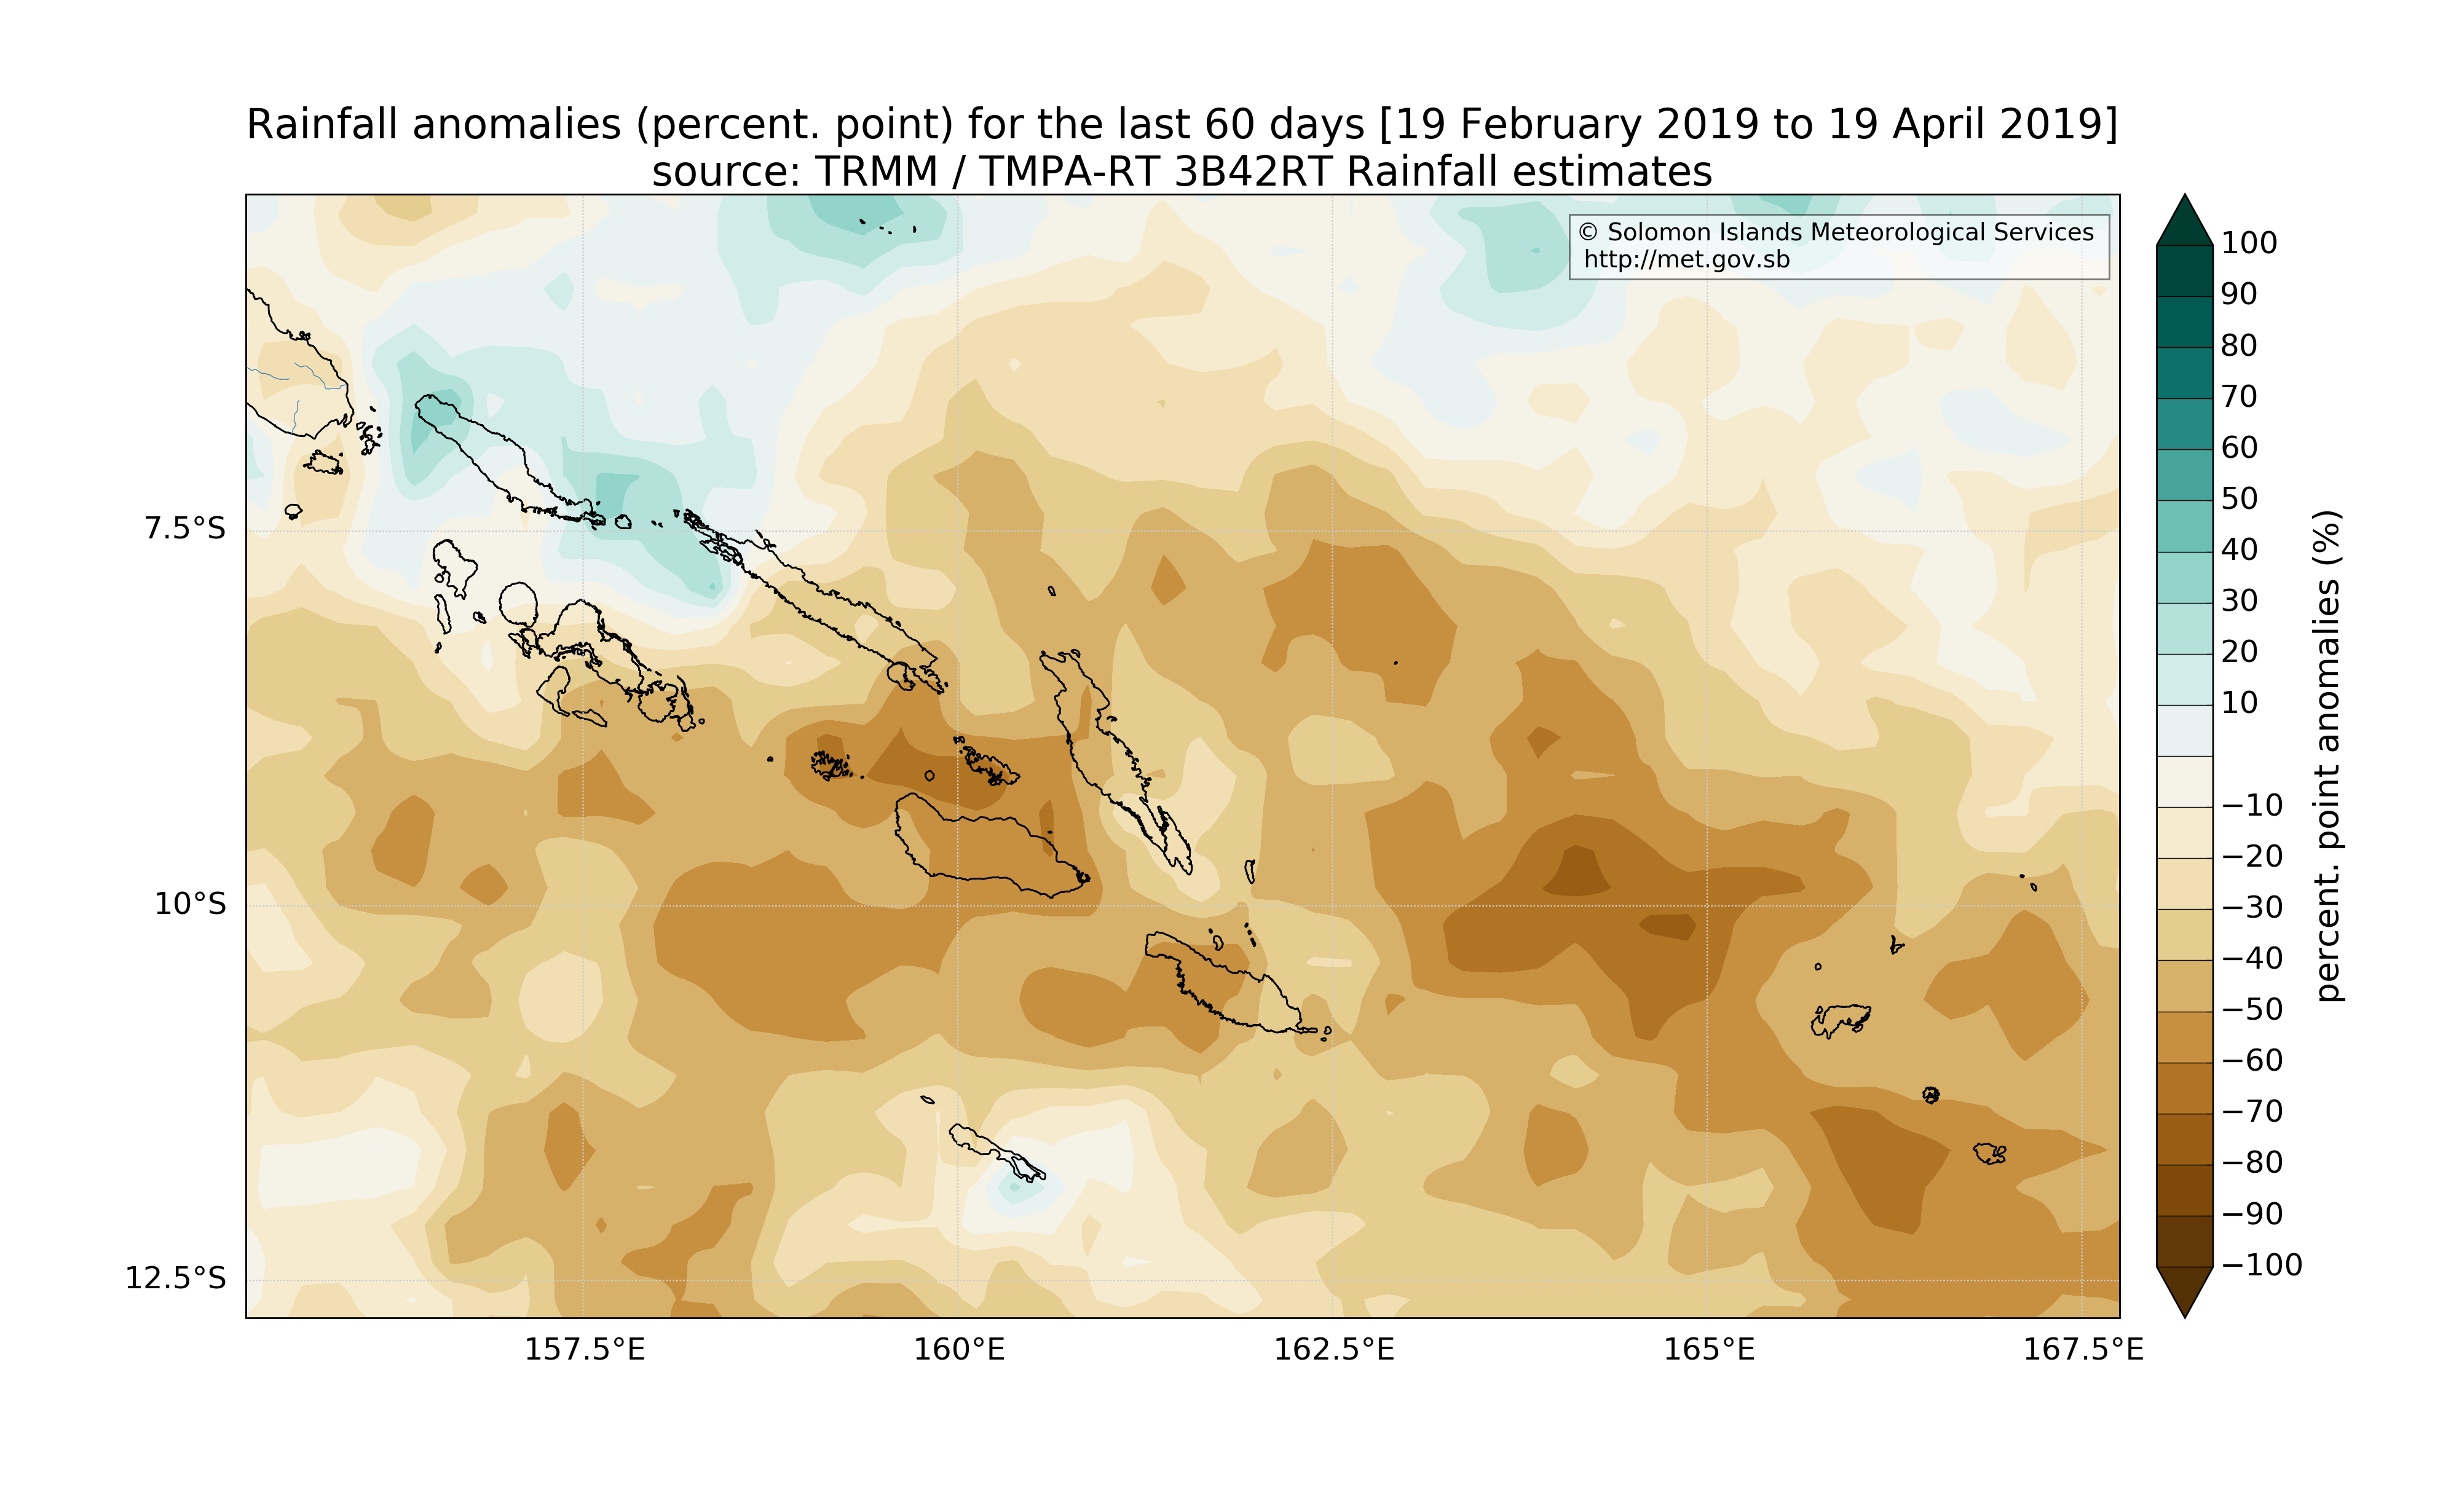 Rainfall anomalies (percent. point) for the last 60 days [19 February 2019 to 19 April 2019]
source: TRMM / TMPA-RT 3B42RT Rainfall estimates
© Solomon Islands Meteorological Services
http://met.gov.sb
7.5°S
10°S
12.5°S
157.5°E
160°E
162.5°E
165°E
167.5°E
100
90
80
70
60
50
40
30
20
10
−10
−20
−30
−40
−50
−60
−70
−80
−90
−100
percent. point anomalies (%)